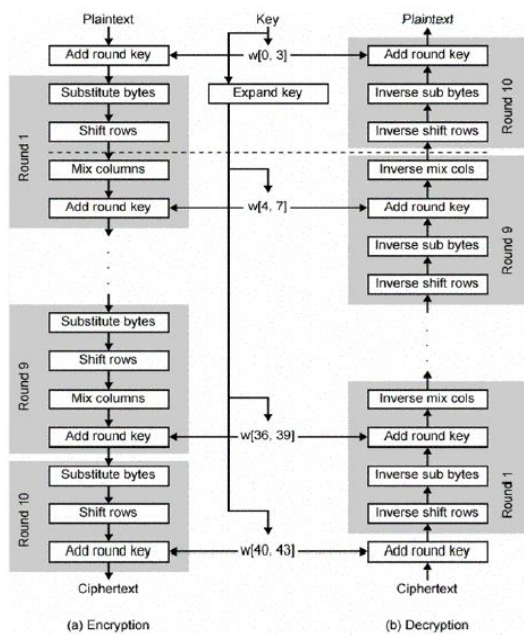 Plaintext
Add round key
Round 1
Substitute bytes
Shift rows
Mix columns
Add round key
Round 9
Substitute bytes
Shift rows
Mix columns
Add round key
Round 10
Substitute bytes
Shift rows
Add round key
Ciphertext
(a) Encryption
Key
w[0, 3]
Expand key
w[4, 7]
w[36, 39]
w[40, 43]
Plaintext
Add round key
Round 10
Inverse sub bytes
Inverse shift rows
Inverse mix cols
Round 9
Add round key
Inverse sub bytes
Inverse shift rows
Inverse mix cols
Add round key
Round 1
Inverse sub bytes
Inverse shift rows
Add round key
Ciphertext
(b) Decryption